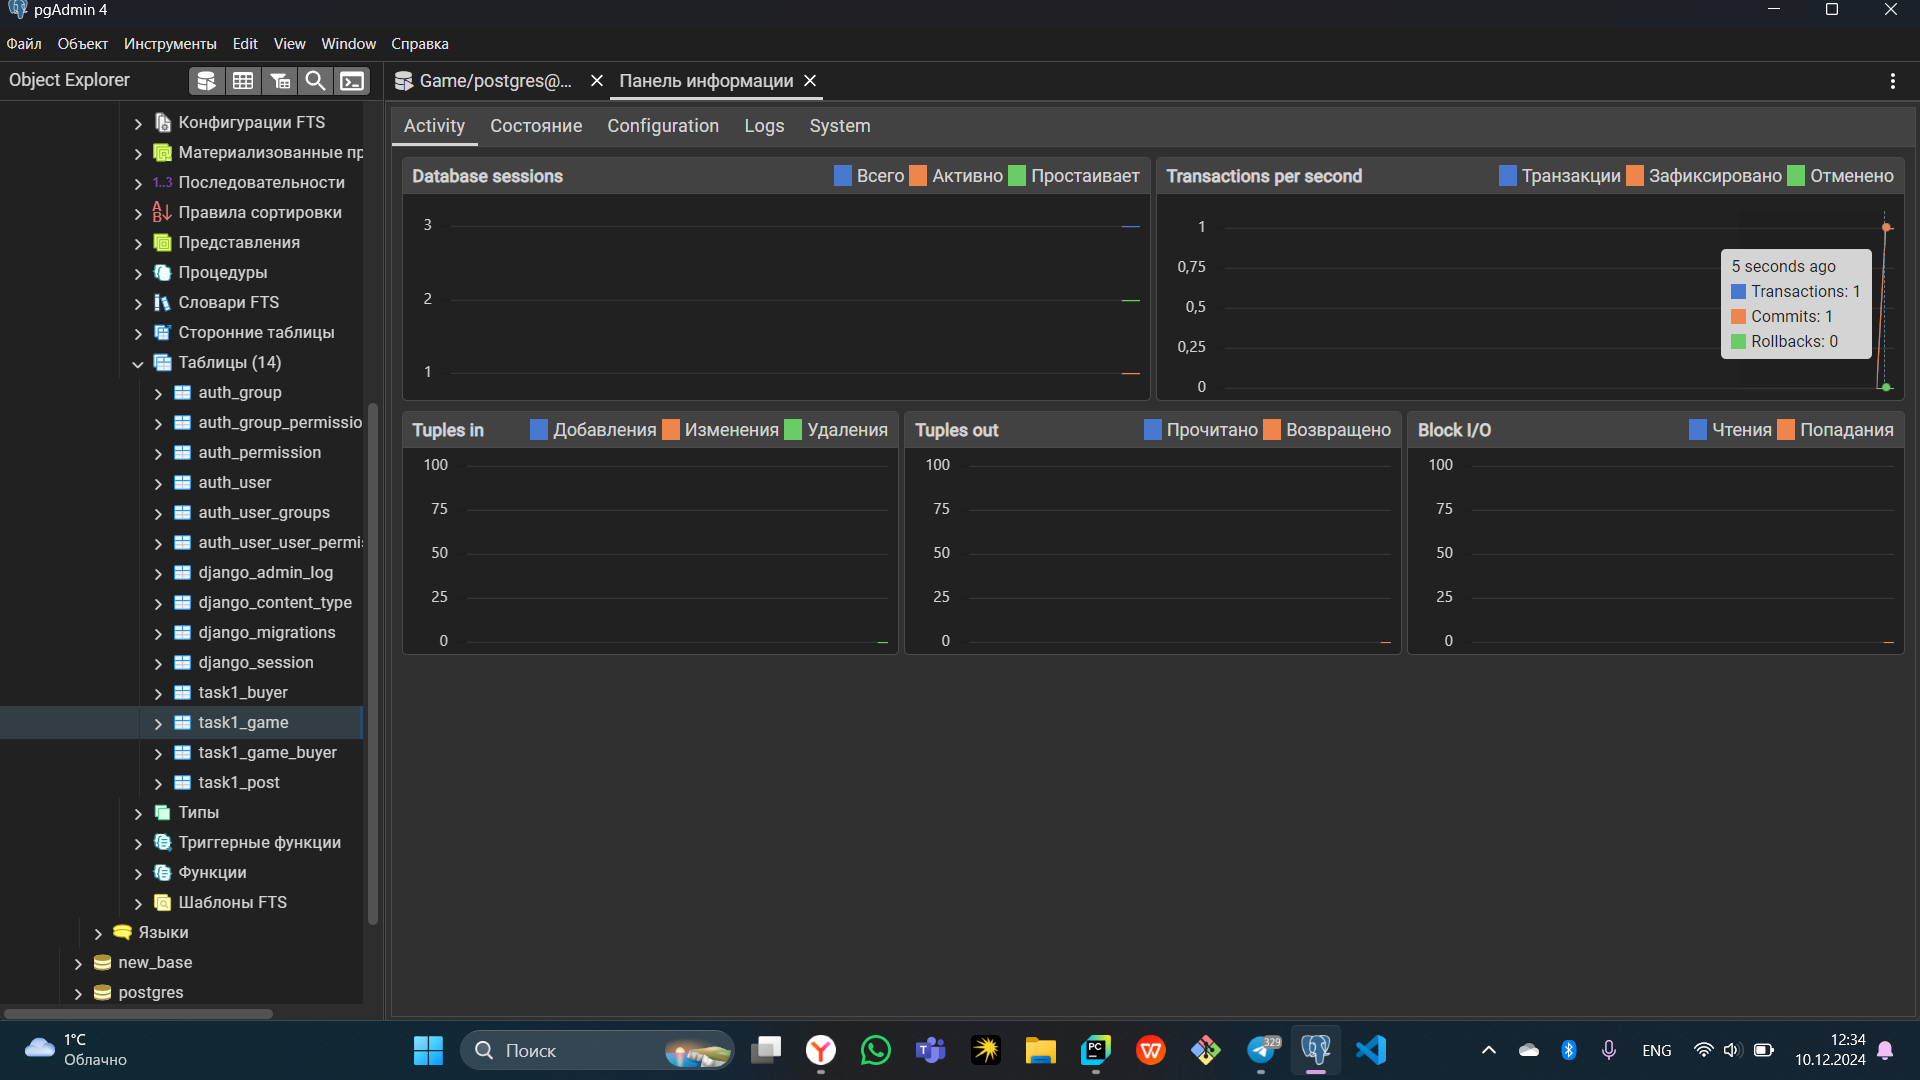 pgAdmin 4
Файл Объект Инструменты Edit View Window Справка
Object Explorer
Game/postgres@... Панель информации
Конфигурации FTS
Материализованные пр
1..3 Последовательности
Правила сортировки
Представления
Процедуры
Словари FTS
Сторонние таблицы
Таблицы (14)
auth_group
auth_group_permissio
auth_permission
auth_user
auth_user_groups
auth_user_user_permi
django_admin_log
django_content_type
django_migrations
django_session
task1_buyer
task1_game
task1_game_buyer
task1_post
Типы
Триггерные функции
Функции
Шаблоны FTS
Языки
new_base
postgres
Activity Состояние Configuration Logs System
Database sessions Всего Активно Простаивает
3
2
1
Transactions per second Транзакции Зафиксировано Отменено
1
0,75
0,5
0,25
0
5 seconds ago
Transactions: 1
Commits: 1
Rollbacks: 0
Tuples in Добавления Изменения Удаления
100
75
50
25
0
Tuples out Прочитано Возвращено
100
75
50
25
0
Block I/O Чтения Попадания
100
75
50
25
0
1°C
Облачно
Поиск
329
ENG
12:34
10.12.2024